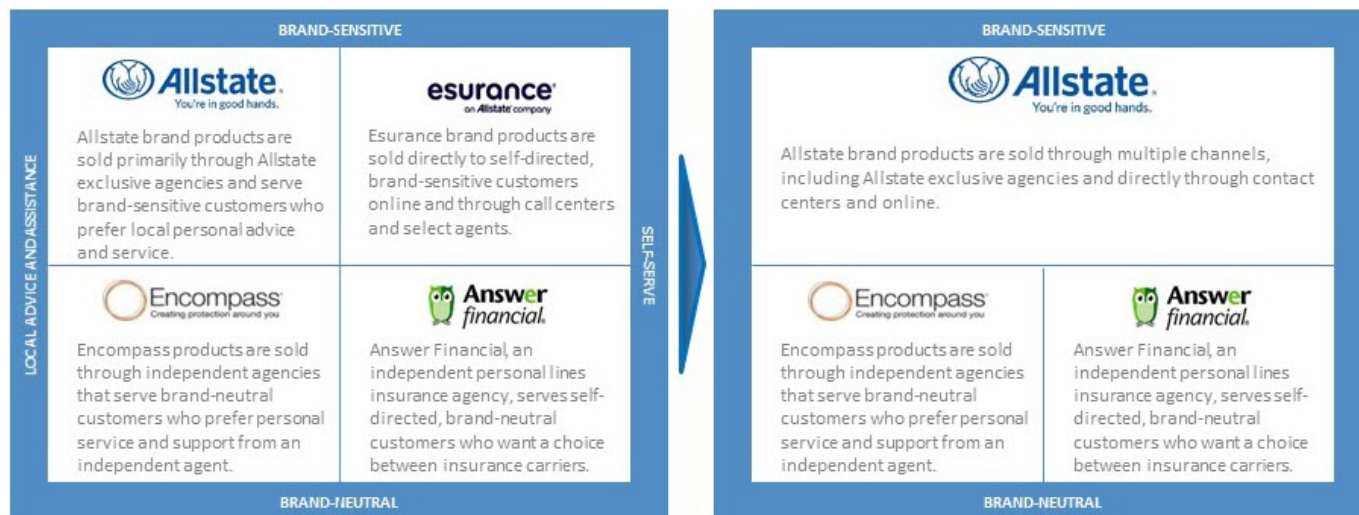 BRAND-SENSITIVE
LOCAL ADVICE AND ASSISTANCE
Allstate.
You're in good hands.
Allstate brand products are
sold primarily through Allstate
exclusive agencies and serve
brand-sensitive customers who
prefer local personal advice
and service.
esurance®
an Allstate company
Esurance brand products are
sold directly to self-directed,
brand-sensitive customers
online and through call centers
and select agents.
Encompass®
Creating protection around you
Encompass products are sold
through independent agencies
that serve brand-neutral
customers who prefer personal
service and support from an
independent agent.
Answer
financial®
Answer Financial, an
independent personal lines
insurance agency, serves self-
directed, brand-neutral
customers who want a choice
between insurance carriers.
SELF-SERVE
BRAND-NEUTRAL
BRAND-SENSITIVE
Allstate.
You're in good hands.
Allstate brand products are sold through multiple channels,
including Allstate exclusive agencies and directly through contact
centers and online.
Encompass®
Creating protection around you
Encompass products are sold
through independent agencies
that serve brand-neutral
customers who prefer personal
service and support from an
independent agent.
Answer
financial®
Answer Financial, an
independent personal lines
insurance agency, serves self-
directed, brand-neutral
customers who want a choice
between insurance carriers.
BRAND-NEUTRAL